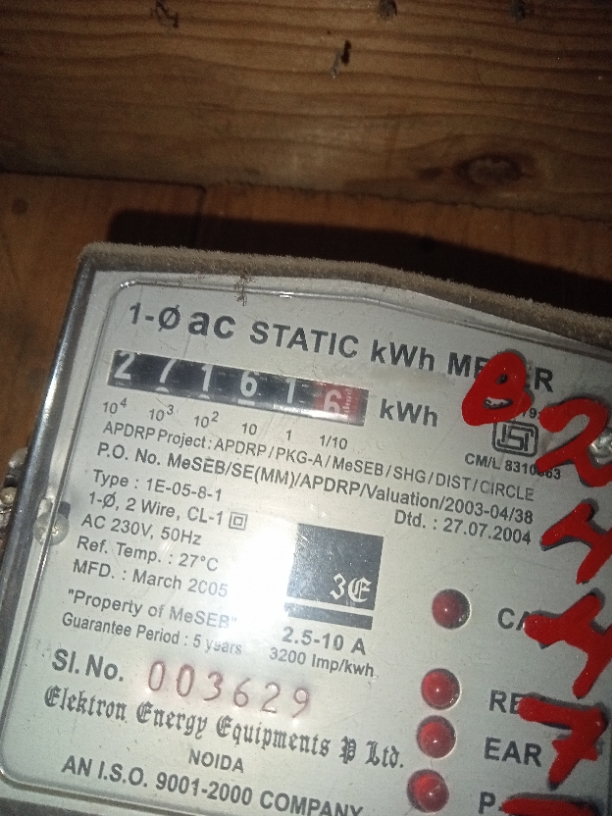 1-Ø ac STATIC kWh METER
2 7 1 6 1 6 kWh
10⁴ 10³ 10² 10 1 1/10
APDRP Project : APDRP / PKG-A / MeSEB / SHG / DIST / CIRCLE
CM/L 8310
P.O. No. MeSEB/SE(MM)/APDRP/Valuation/2003-04/38
Dtd. : 27.07.2004
Type : 1E-05-8-1
1-Ø, 2 Wire, CL-1
AC 230V, 50Hz
Ref. Temp. : 27°C
MFD. : March 2005
"Property of MeSEB"
Guarantee Period : 5 years
3E
2.5-10 A
3200 Imp/kwh
Sl. No. 003629
Elektron Energy Equipments P Ltd.
NOIDA
AN I.S.O. 9001-2000 COMPANY
CA
RE
EAR
P
2
7